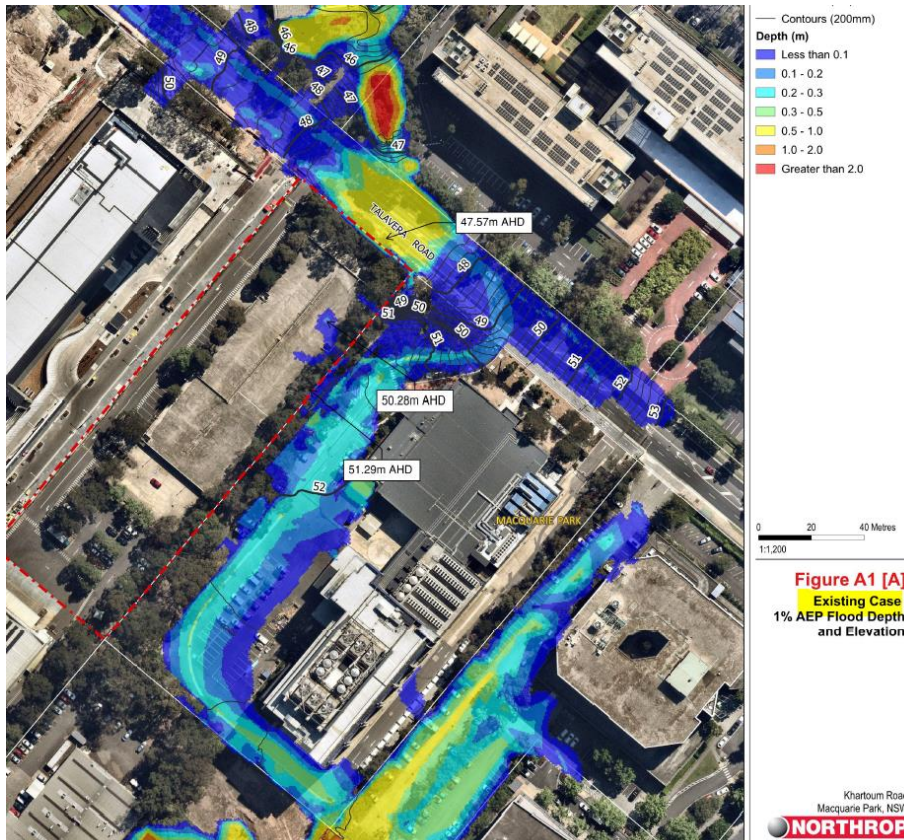 Contours (200mm)
Depth (m)
Less than 0.1
0.1 - 0.2
0.2 - 0.3
0.3 - 0.5
0.5 - 1.0
1.0 - 2.0
Greater than 2.0
48
46
46
49
47
46
50
48
47
48
47
TALAVERA ROAD
47.57m AHD
48
49
50
51
49
50
51
50
51
52
53
50.28m AHD
51.29m AHD
52
MACQUARIE PARK
0 20 40 Metres
1:1,200
Figure A1 [A]
Existing Case
1% AEP Flood Depth
and Elevation
Khartoum Road
Macquarie Park, NSW
NORTHROP